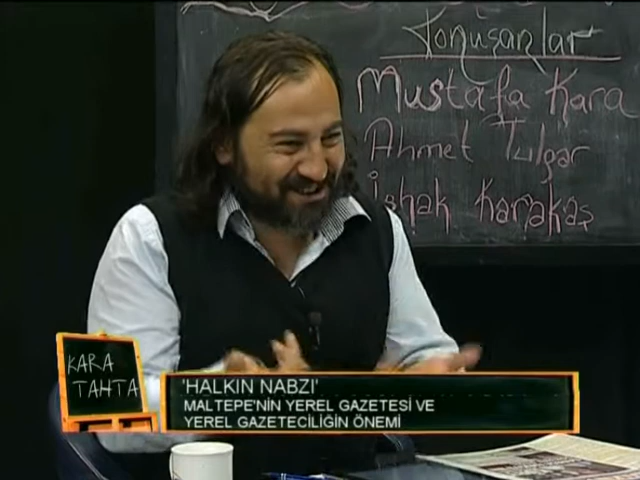 Konuşanlar
Mustafa Kara
Ahmet Tulgar
İshak Karakaş
KARA
TAHTA
'HALKIN NABZI'
MALTEPE'NİN YEREL GAZETESİ VE
YEREL GAZETECİLİĞİN ÖNEMİ